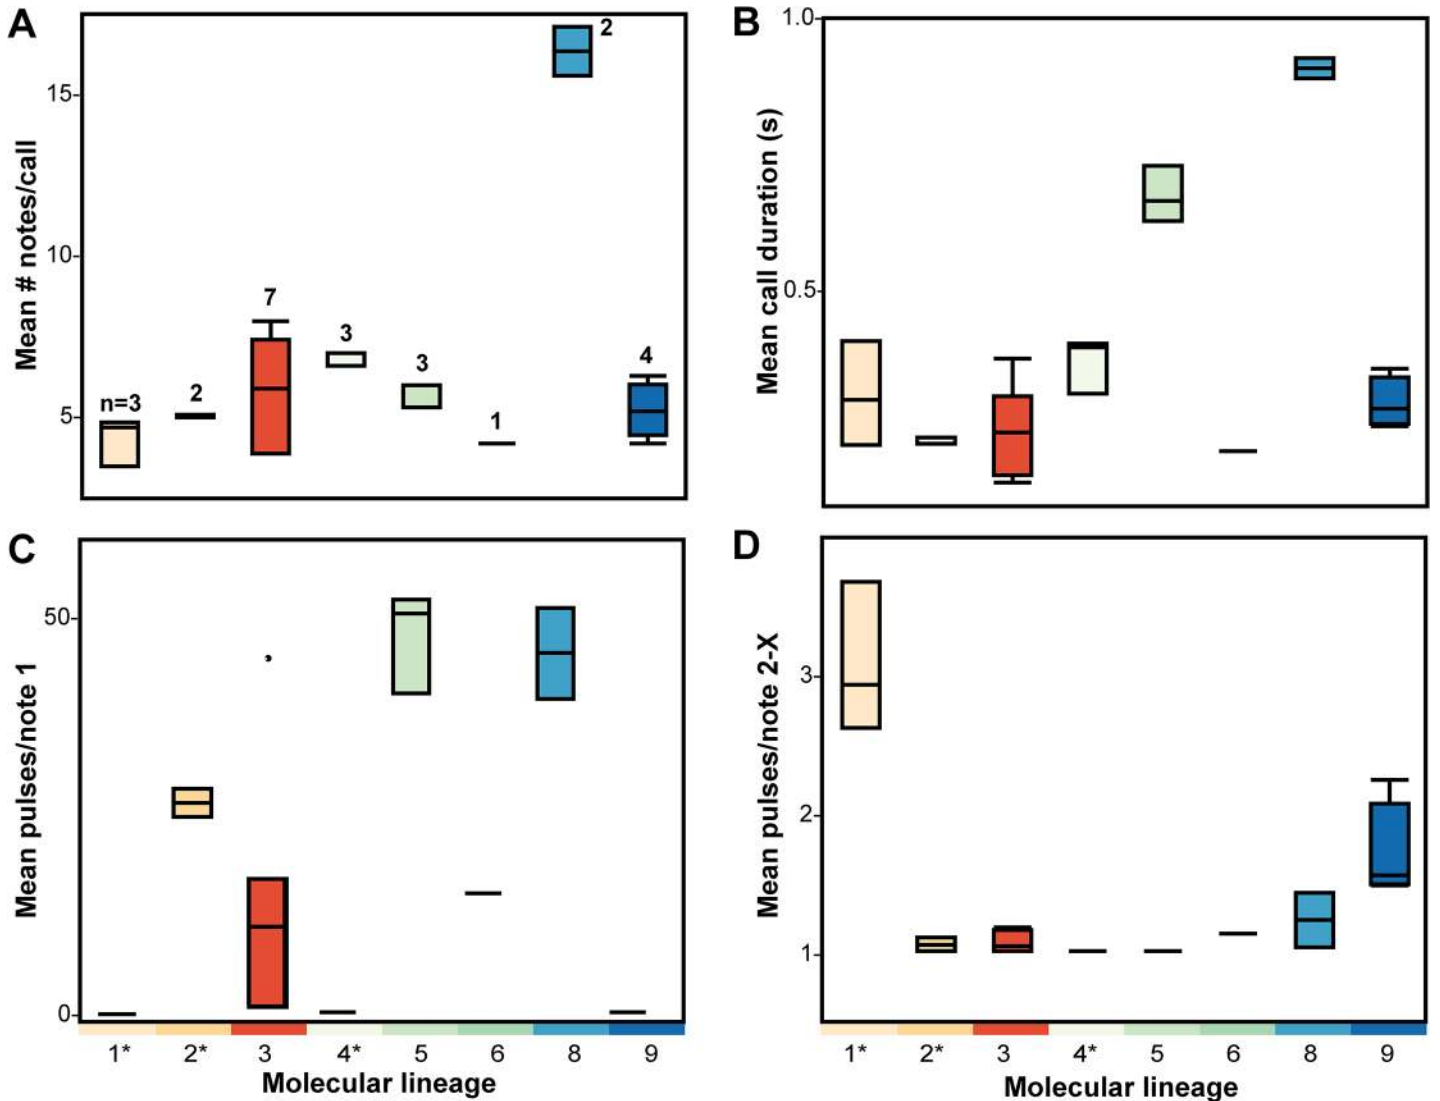 A
Mean # notes/call
15
10
5
n=3
2
7
3
3
1
2
4
B
Mean call duration (s)
1.0
0.5
C
Mean pulses/note 1
50
0
1* 2* 3 4* 5 6 8 9
Molecular lineage
D
Mean pulses/note 2-X
3
2
1
1* 2* 3 4* 5 6 8 9
Molecular lineage